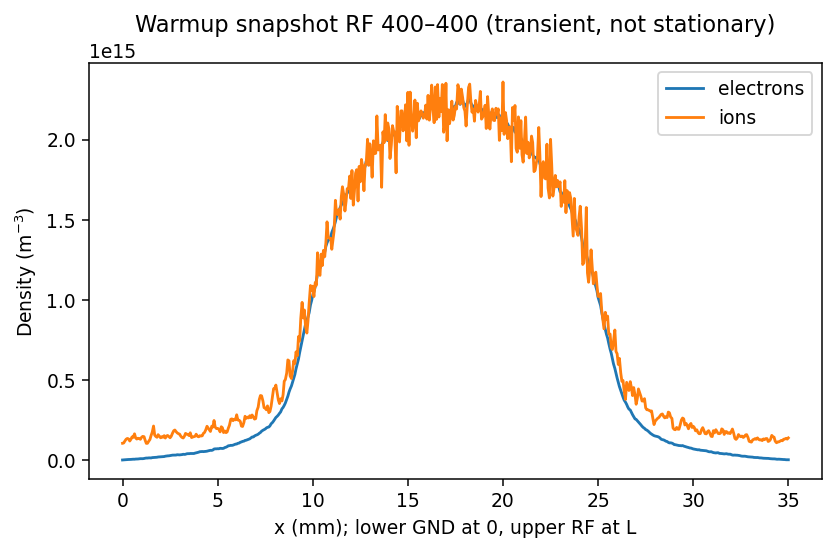 Warmup snapshot RF 400–400 (transient, not stationary)
1e15
electrons
ions
2.0
1.5
1.0
0.5
0.0
Density (m⁻³)
0 5 10 15 20 25 30 35
x (mm); lower GND at 0, upper RF at L